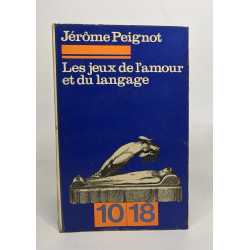 Jérôme Peignot
Les jeux de l'amour
et du langage
10 18